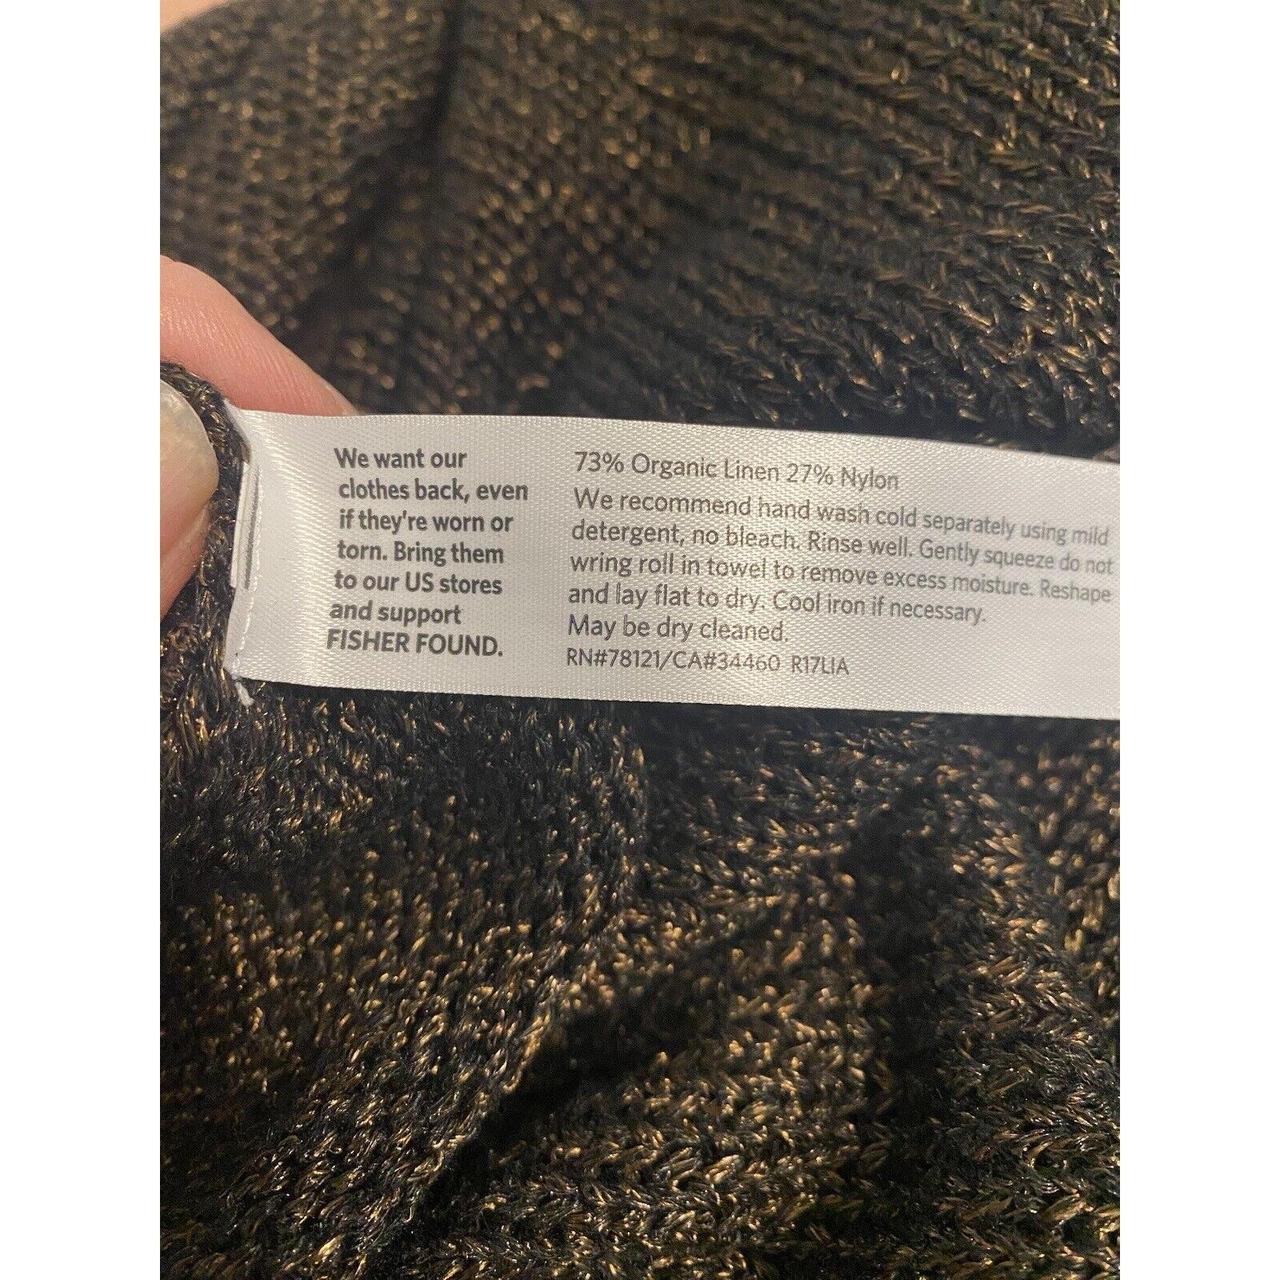 We want our
clothes back, even
if they're worn or
torn. Bring them
to our US stores
and support
FISHER FOUND.
73% Organic Linen 27% Nylon
We recommend hand wash cold separately using mild
detergent, no bleach. Rinse well. Gently squeeze do not
wring roll in towel to remove excess moisture. Reshape
and lay flat to dry. Cool iron if necessary.
May be dry cleaned.
RN#78121/CA#34460 R17LIA